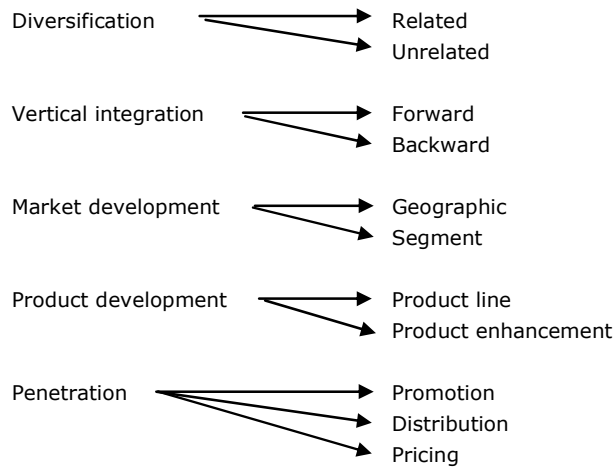 Diversification Related
Unrelated
Vertical integration Forward
Backward
Market development Geographic
Segment
Product development Product line
Product enhancement
Penetration Promotion
Distribution
Pricing